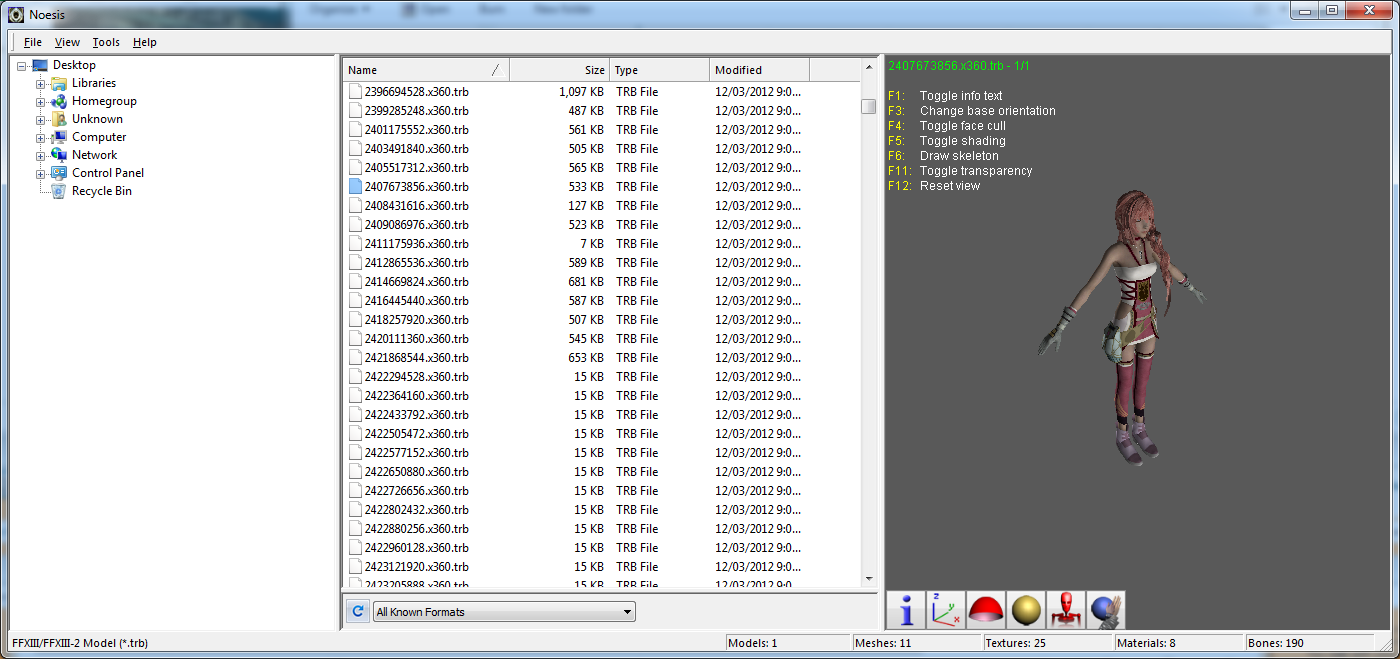 Noesis
Organize Open Burn New folder
File View Tools Help
Desktop
Libraries
Homegroup
Unknown
Computer
Network
Control Panel
Recycle Bin
Name Size Type Modified
2396694528.x360.trb 1,097 KB TRB File 12/03/2012 9:0...
2399285248.x360.trb 487 KB TRB File 12/03/2012 9:0...
2401175552.x360.trb 561 KB TRB File 12/03/2012 9:0...
2403491840.x360.trb 505 KB TRB File 12/03/2012 9:0...
2405517312.x360.trb 565 KB TRB File 12/03/2012 9:0...
2407673856.x360.trb 533 KB TRB File 12/03/2012 9:0...
2408431616.x360.trb 127 KB TRB File 12/03/2012 9:0...
2409086976.x360.trb 523 KB TRB File 12/03/2012 9:0...
2411175936.x360.trb 7 KB TRB File 12/03/2012 9:0...
2412865536.x360.trb 589 KB TRB File 12/03/2012 9:0...
2414669824.x360.trb 681 KB TRB File 12/03/2012 9:0...
2416445440.x360.trb 587 KB TRB File 12/03/2012 9:0...
2418257920.x360.trb 507 KB TRB File 12/03/2012 9:0...
2420111360.x360.trb 545 KB TRB File 12/03/2012 9:0...
2421868544.x360.trb 653 KB TRB File 12/03/2012 9:0...
2422294528.x360.trb 15 KB TRB File 12/03/2012 9:0...
2422364160.x360.trb 15 KB TRB File 12/03/2012 9:0...
2422433792.x360.trb 15 KB TRB File 12/03/2012 9:0...
2422505472.x360.trb 15 KB TRB File 12/03/2012 9:0...
2422577152.x360.trb 15 KB TRB File 12/03/2012 9:0...
2422650880.x360.trb 15 KB TRB File 12/03/2012 9:0...
2422726656.x360.trb 15 KB TRB File 12/03/2012 9:0...
2422802432.x360.trb 15 KB TRB File 12/03/2012 9:0...
2422880256.x360.trb 15 KB TRB File 12/03/2012 9:0...
2422960128.x360.trb 15 KB TRB File 12/03/2012 9:0...
2423121920.x360.trb 15 KB TRB File 12/03/2012 9:0...
2423205888.x360.trb 15 KB TRB File 12/03/2012 9:0
All Known Formats
2407673856.x360.trb - 1/1
F1: Toggle info text
F3: Change base orientation
F4: Toggle face cull
F5: Toggle shading
F6: Draw skeleton
F11: Toggle transparency
F12: Reset view
z y x
FFXIII/FFXIII-2 Model (*.trb) Models: 1 Meshes: 11 Textures: 25 Materials: 8 Bones: 190